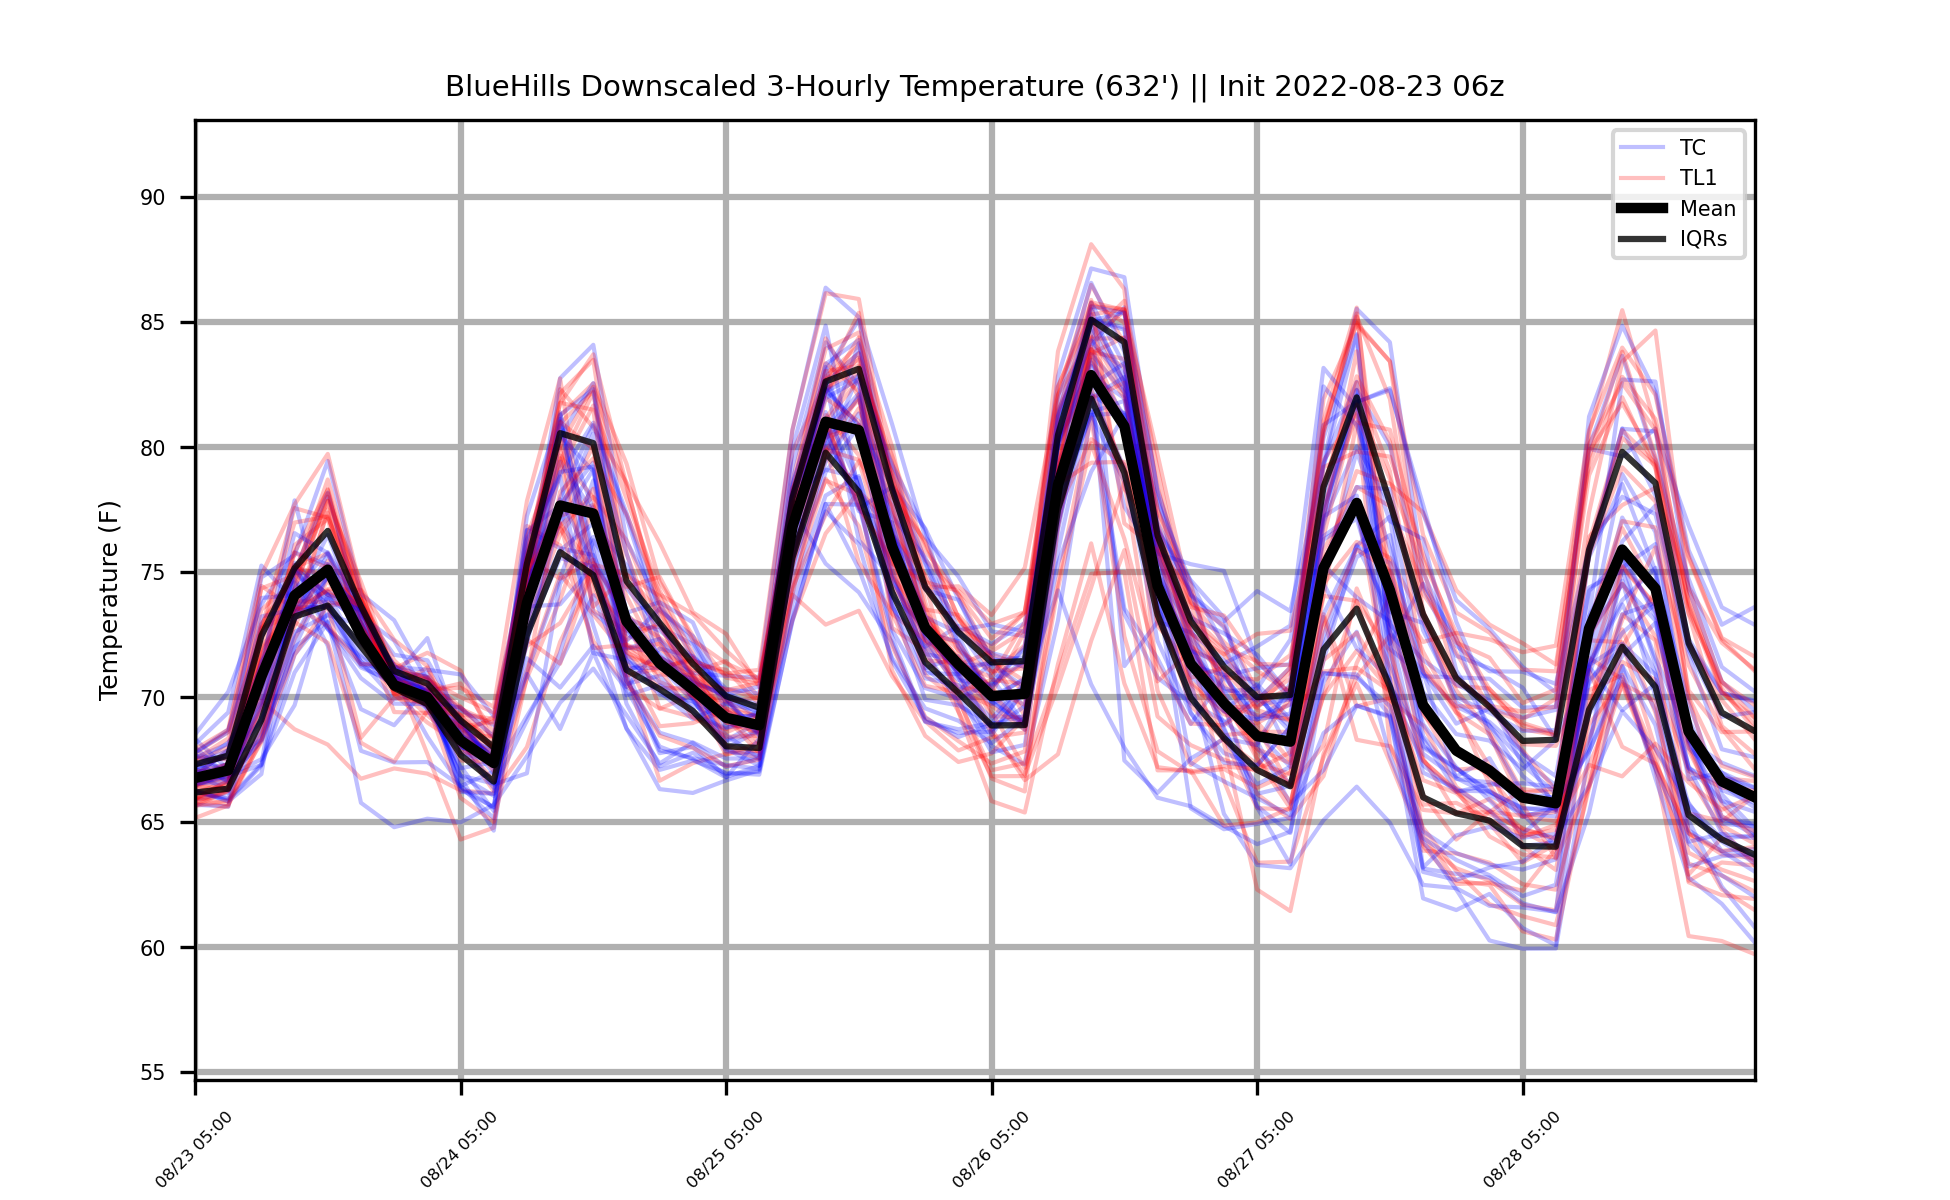 BlueHills Downscaled 3-Hourly Temperature (632') || Init 2022-08-23 06z
TC
TL1
Mean
IQRs
Temperature (F)
90
85
80
75
70
65
60
55
08/23 05:00
08/24 05:00
08/25 05:00
08/26 05:00
08/27 05:00
08/28 05:00